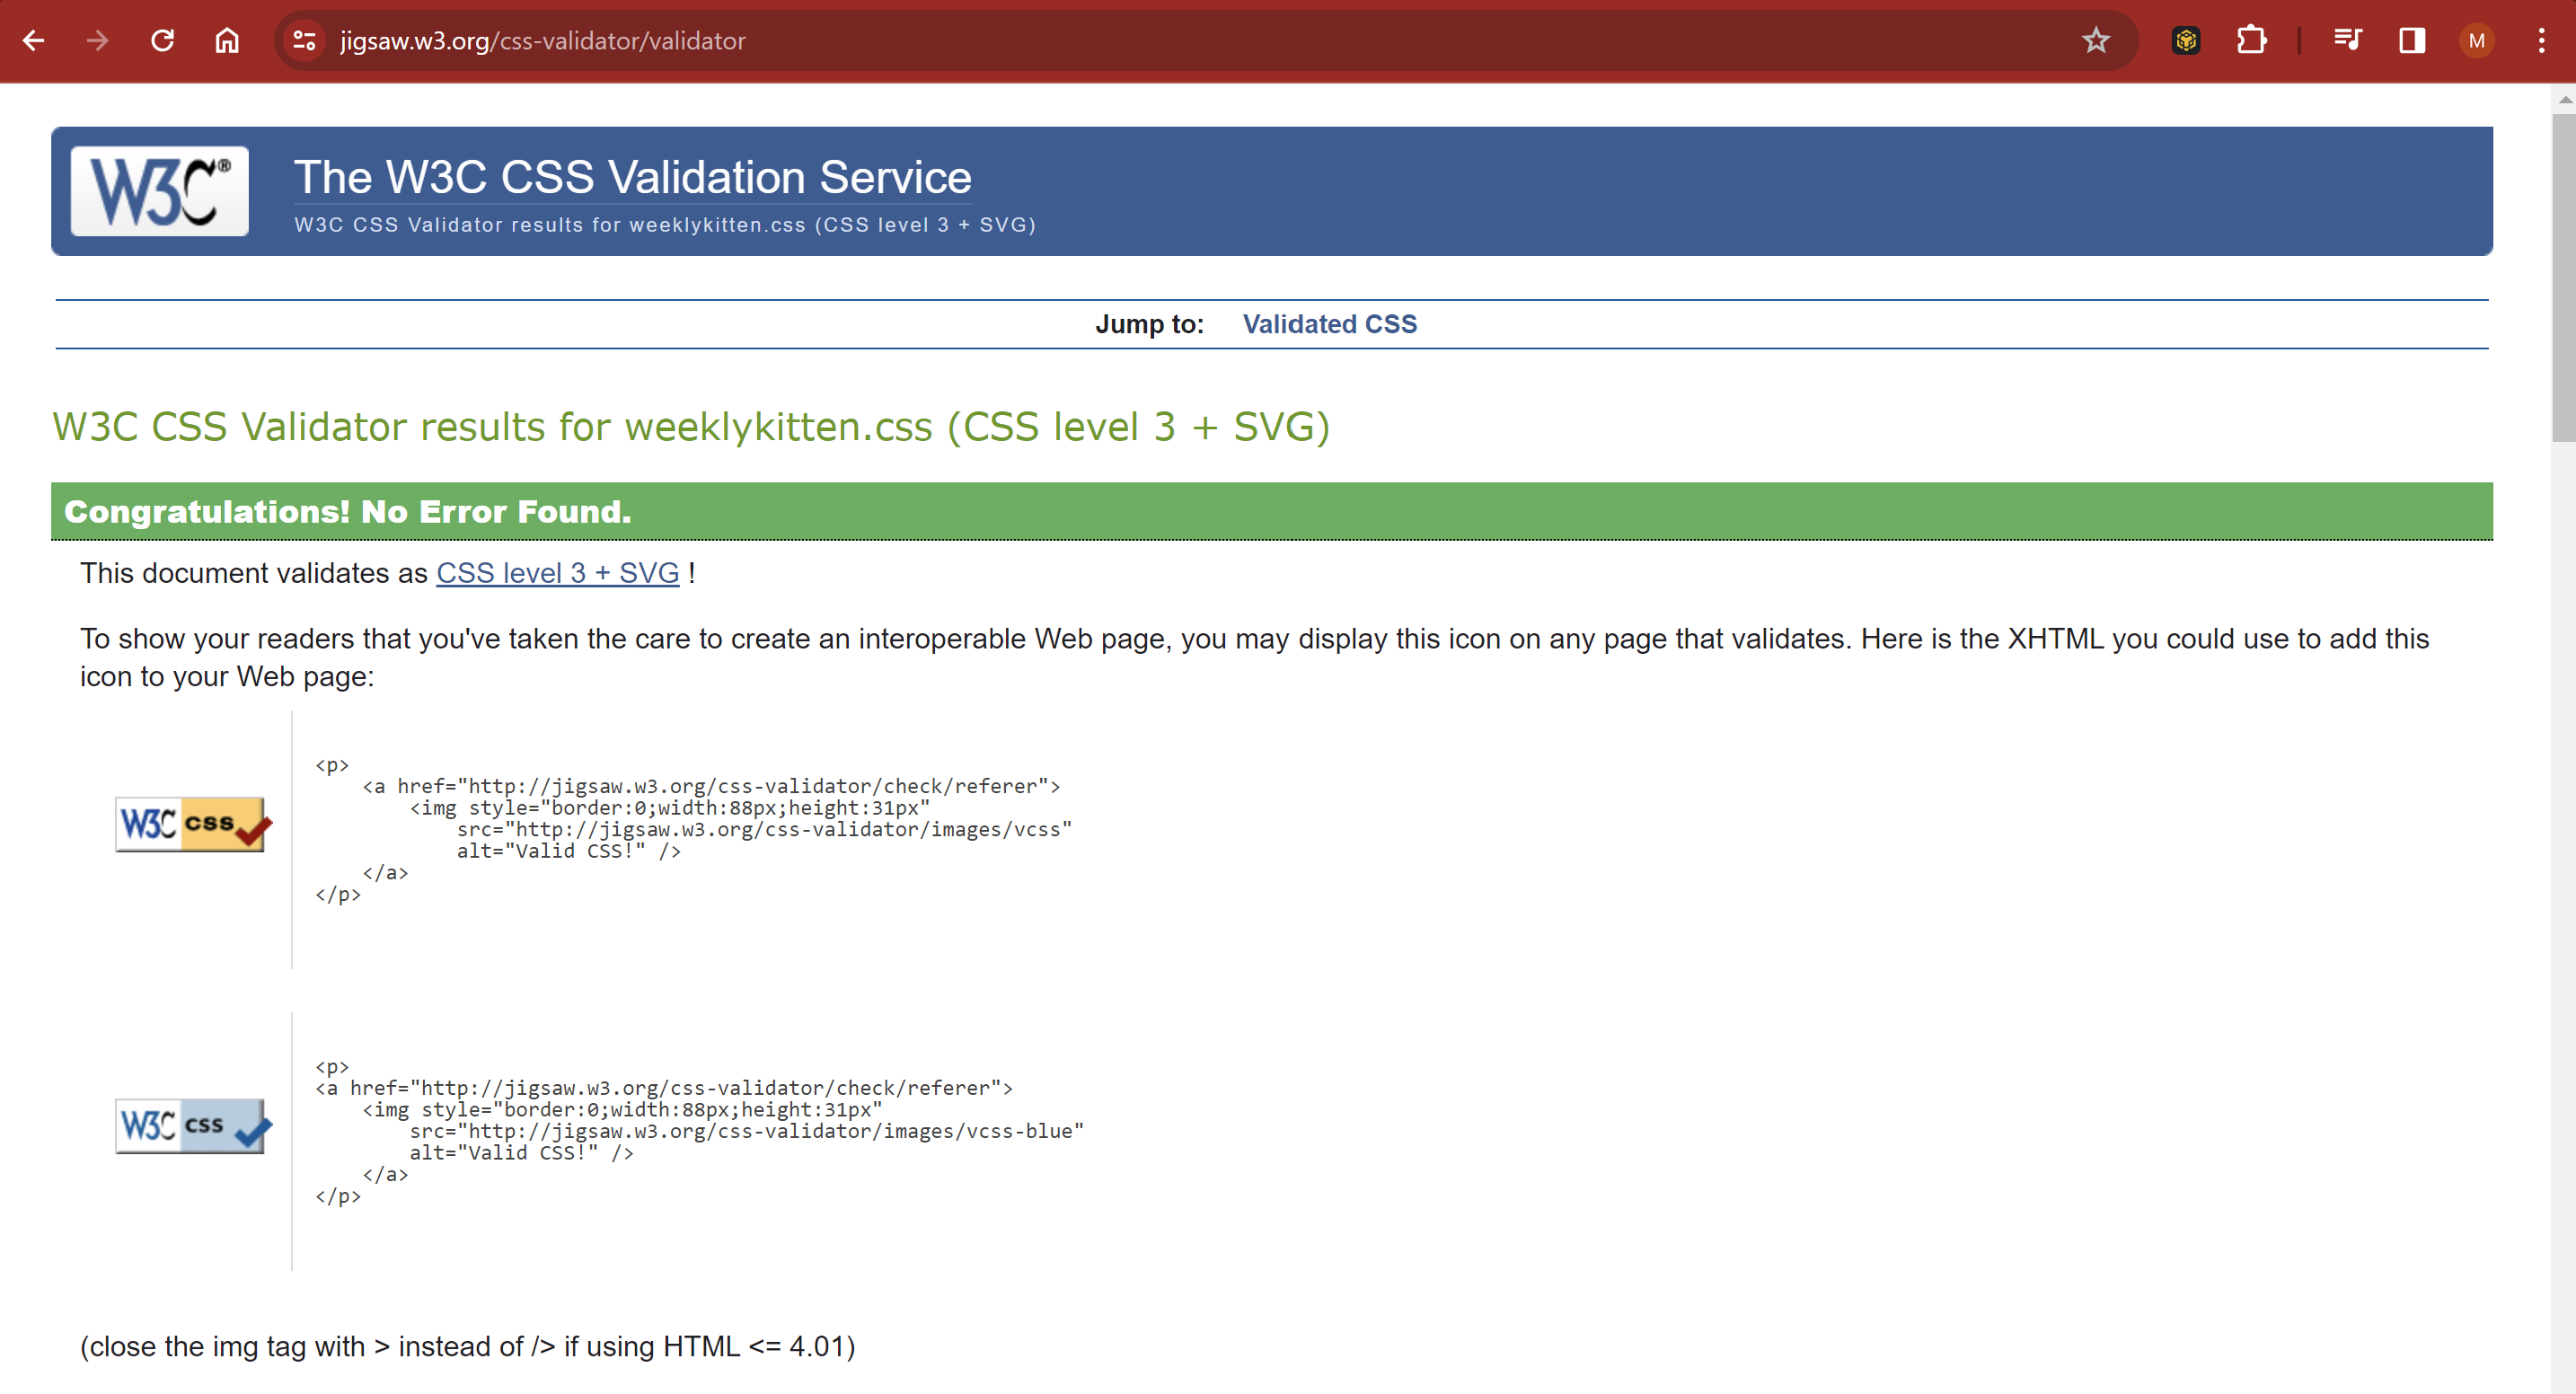 jigsaw.w3.org/css-validator/validator
M
W3C®
The W3C CSS Validation Service
W3C CSS Validator results for weeklykitten.css (CSS level 3 + SVG)
Jump to: Validated CSS
W3C CSS Validator results for weeklykitten.css (CSS level 3 + SVG)
Congratulations! No Error Found.
This document validates as CSS level 3 + SVG !
To show your readers that you've taken the care to create an interoperable Web page, you may display this icon on any page that validates. Here is the XHTML you could use to add this
icon to your Web page:
W3C css
<p>
    <a href="http://jigsaw.w3.org/css-validator/check/referer">
        <img style="border:0;width:88px;height:31px"
            src="http://jigsaw.w3.org/css-validator/images/vcss"
            alt="Valid CSS!" />
    </a>
</p>
W3C css
<p>
<a href="http://jigsaw.w3.org/css-validator/check/referer">
    <img style="border:0;width:88px;height:31px"
        src="http://jigsaw.w3.org/css-validator/images/vcss-blue"
        alt="Valid CSS!" />
    </a>
</p>
(close the img tag with > instead of /> if using HTML <= 4.01)